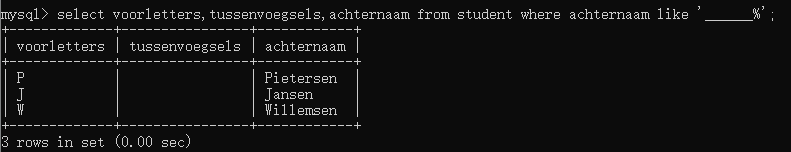 mysql> select voorletters,tussenvoegsels,achternaam from student where achternaam like '______%';
+-------------+----------------+------------+
| voorletters | tussenvoegsels | achternaam |
+-------------+----------------+------------+
| P           |                | Pietersen  |
| J           |                | Jansen     |
| W           |                | Willemsen  |
+-------------+----------------+------------+
3 rows in set (0.00 sec)